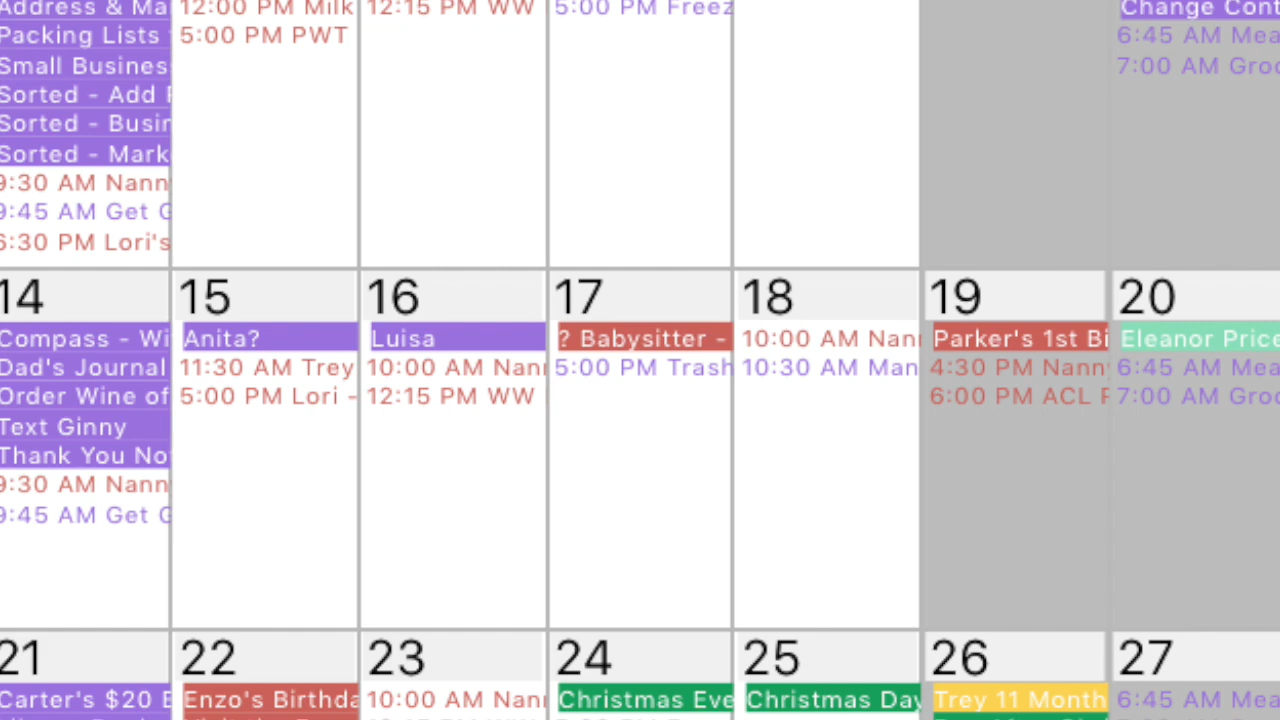 Address & Ma
Packing Lists
Small Busines
Sorted - Add
Sorted - Busin
Sorted - Mark
9:30 AM Nann
9:45 AM Get G
6:30 PM Lori's
12:00 PM Milk
5:00 PM PWT
12:15 PM WW
5:00 PM Freez
Change Cont
6:45 AM Mea
7:00 AM Groc
14
Compass - Wi
Dad's Journal
Order Wine of
Text Ginny
Thank You No
9:30 AM Nann
9:45 AM Get G
15
Anita?
11:30 AM Trey
5:00 PM Lori -
16
Luisa
10:00 AM Nan
12:15 PM WW
17
? Babysitter -
5:00 PM Trash
18
10:00 AM Nan
10:30 AM Man
19
Parker's 1st Bi
4:30 PM Nann
6:00 PM ACL
20
Eleanor Price
6:45 AM Mea
7:00 AM Groc
21
Carter's $20
22
Enzo's Birthda
23
10:00 AM Nan
24
Christmas Eve
25
Christmas Day
26
Trey 11 Month
27
6:45 AM Mea